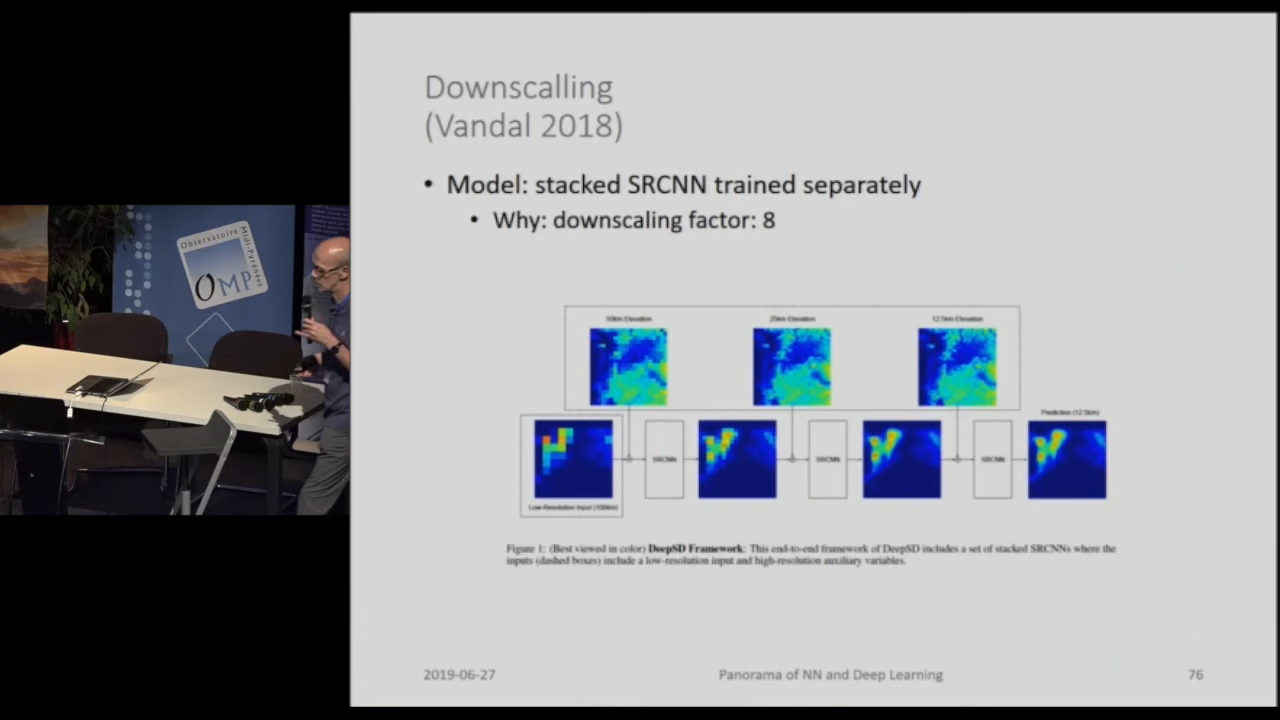 Downscalling
(Vandal 2018)
• Model: stacked SRCNN trained separately
• Why: downscaling factor: 8
50km Elevation
25km Elevation
12.5km Elevation
Prediction (12.5km)
SRCNN
SRCNN
SRCNN
Low-Resolution Input (100km)
Figure 1: (Best viewed in color) DeepSD Framework: This end-to-end framework of DeepSD includes a set of stacked SRCNNs where the
inputs (dashed boxes) include a low-resolution input and high-resolution auxiliary variables.
2019-06-27
Panorama of NN and Deep Learning
76
Observatoire
Midi-Pyrénées
OMP